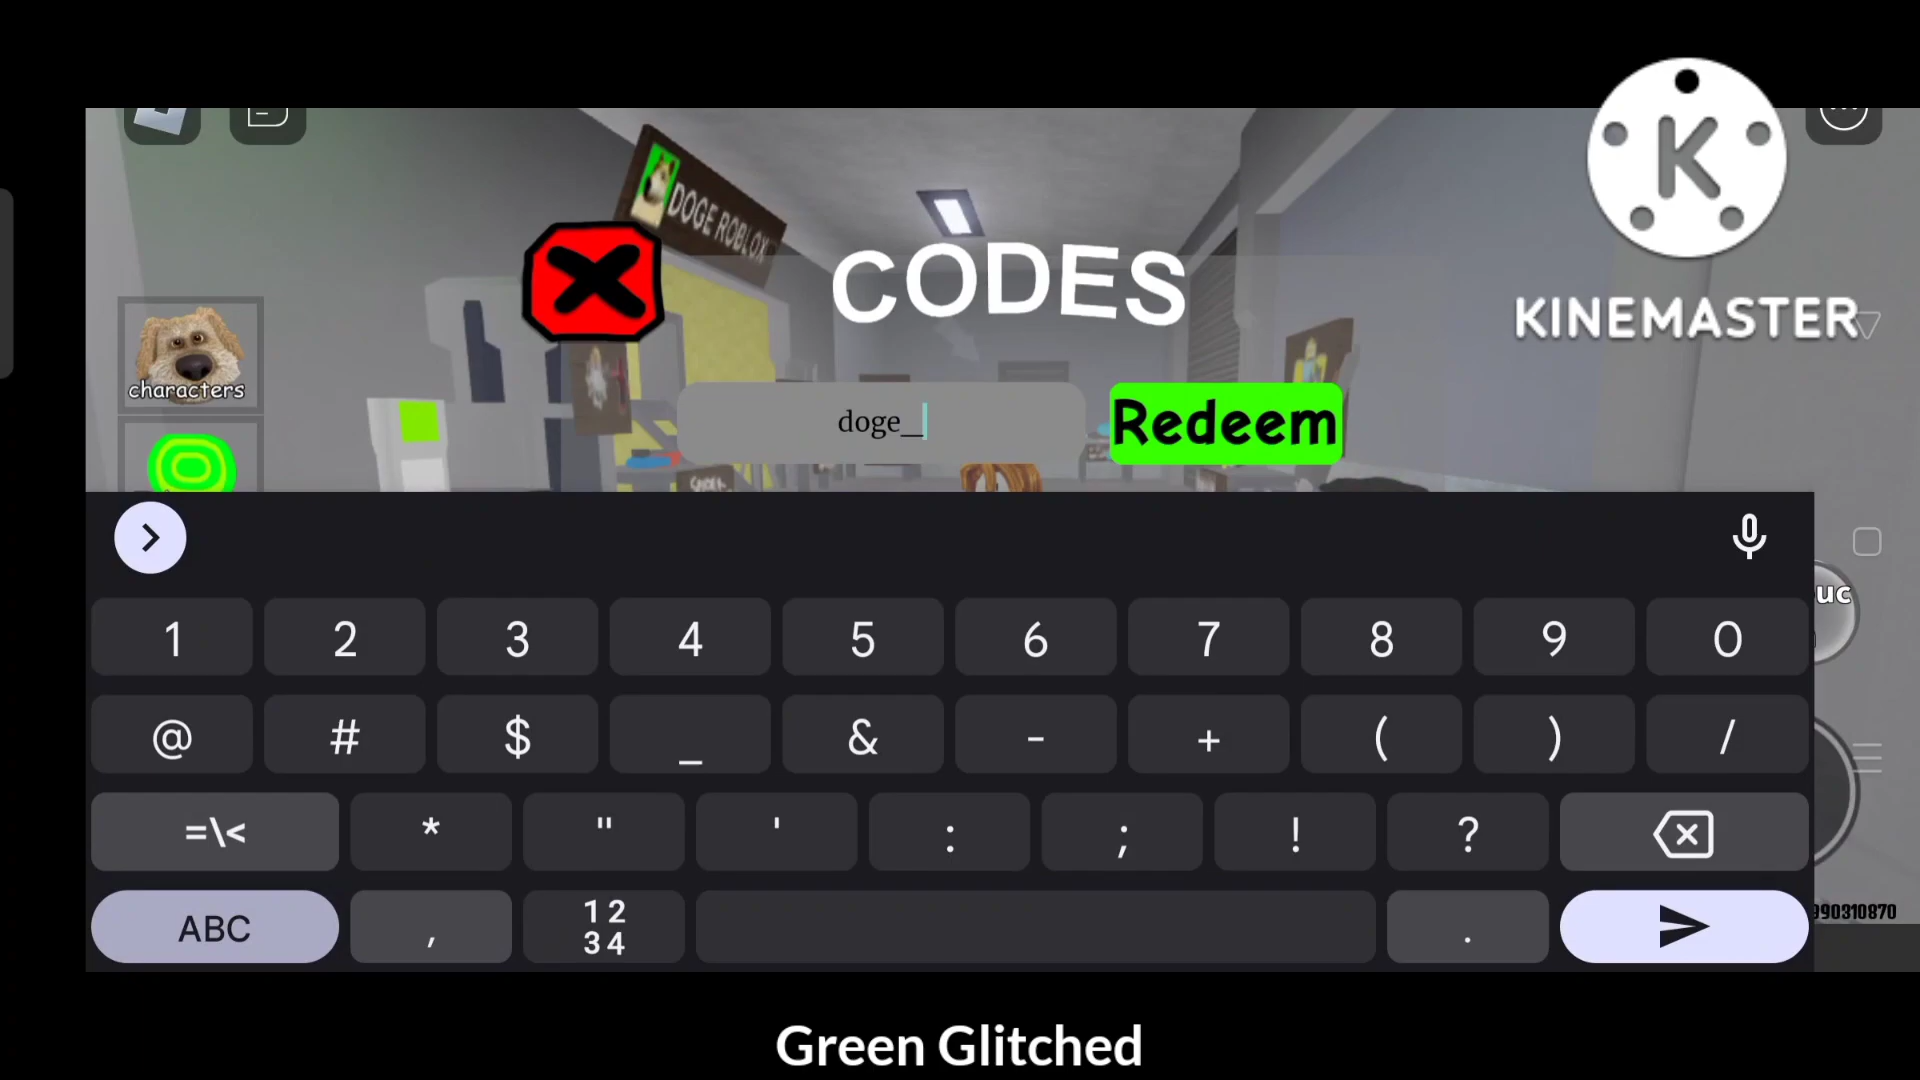 DOGE ROBLOX
CODES
K
KINEMASTER
characters
doge_
Redeem
uc
1 2 3 4 5 6 7 8 9 0
@ # $ _ & - + ( ) /
=\< * " ' : ; ! ?
ABC , 12 34 .
990310870
Green Glitched